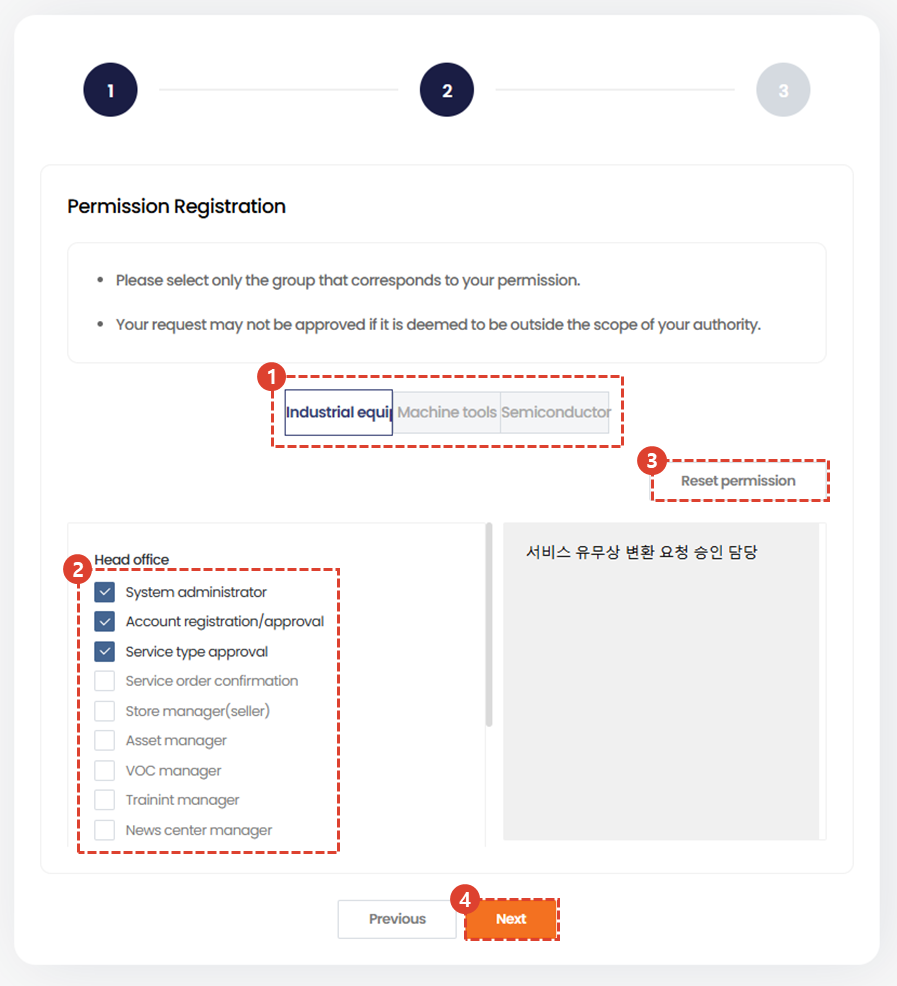 1
2
3
Permission Registration
• Please select only the group that corresponds to your permission.
• Your request may not be approved if it is deemed to be outside the scope of your authority.
1
Industrial equip
Machine tools
Semiconductor
3
Reset permission
Head office
2
System administrator
Account registration/approval
Service type approval
Service order confirmation
Store manager(seller)
Asset manager
VOC manager
Trainint manager
News center manager
서비스 유무상 변환 요청 승인 담당
Previous
4
Next